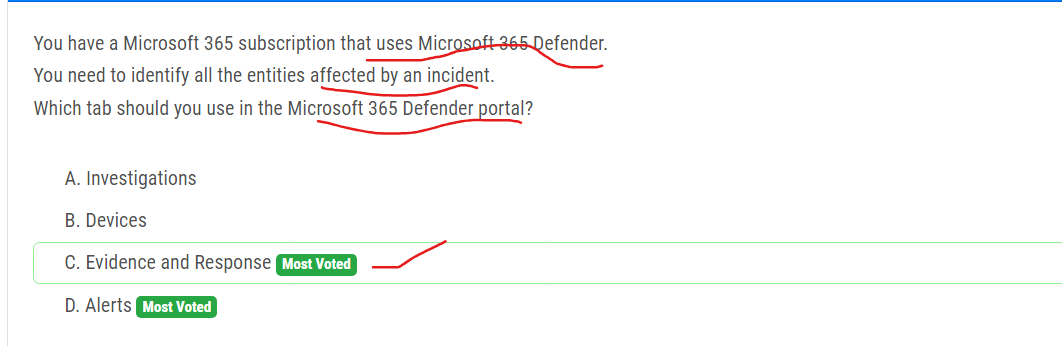 You have a Microsoft 365 subscription that uses Microsoft 365 Defender.
You need to identify all the entities affected by an incident.
Which tab should you use in the Microsoft 365 Defender portal?
A. Investigations
B. Devices
C. Evidence and Response Most Voted
D. Alerts Most Voted